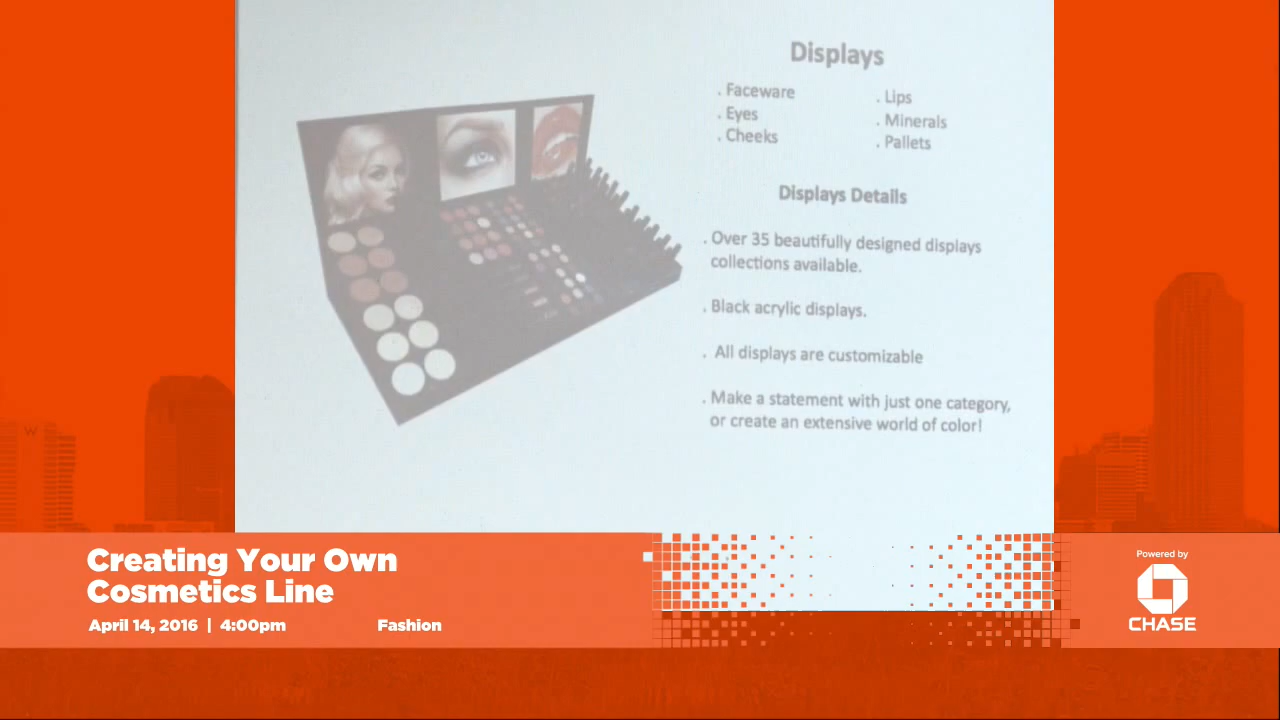 Displays
. Faceware
. Eyes
. Cheeks
. Lips
. Minerals
. Pallets
Displays Details
. Over 35 beautifully designed displays
collections available.
. Black acrylic displays.
. All displays are customizable
. Make a statement with just one category,
or create an extensive world of color!
Creating Your Own
Cosmetics Line
April 14, 2016 | 4:00pm
Fashion
Powered by
CHASE
W